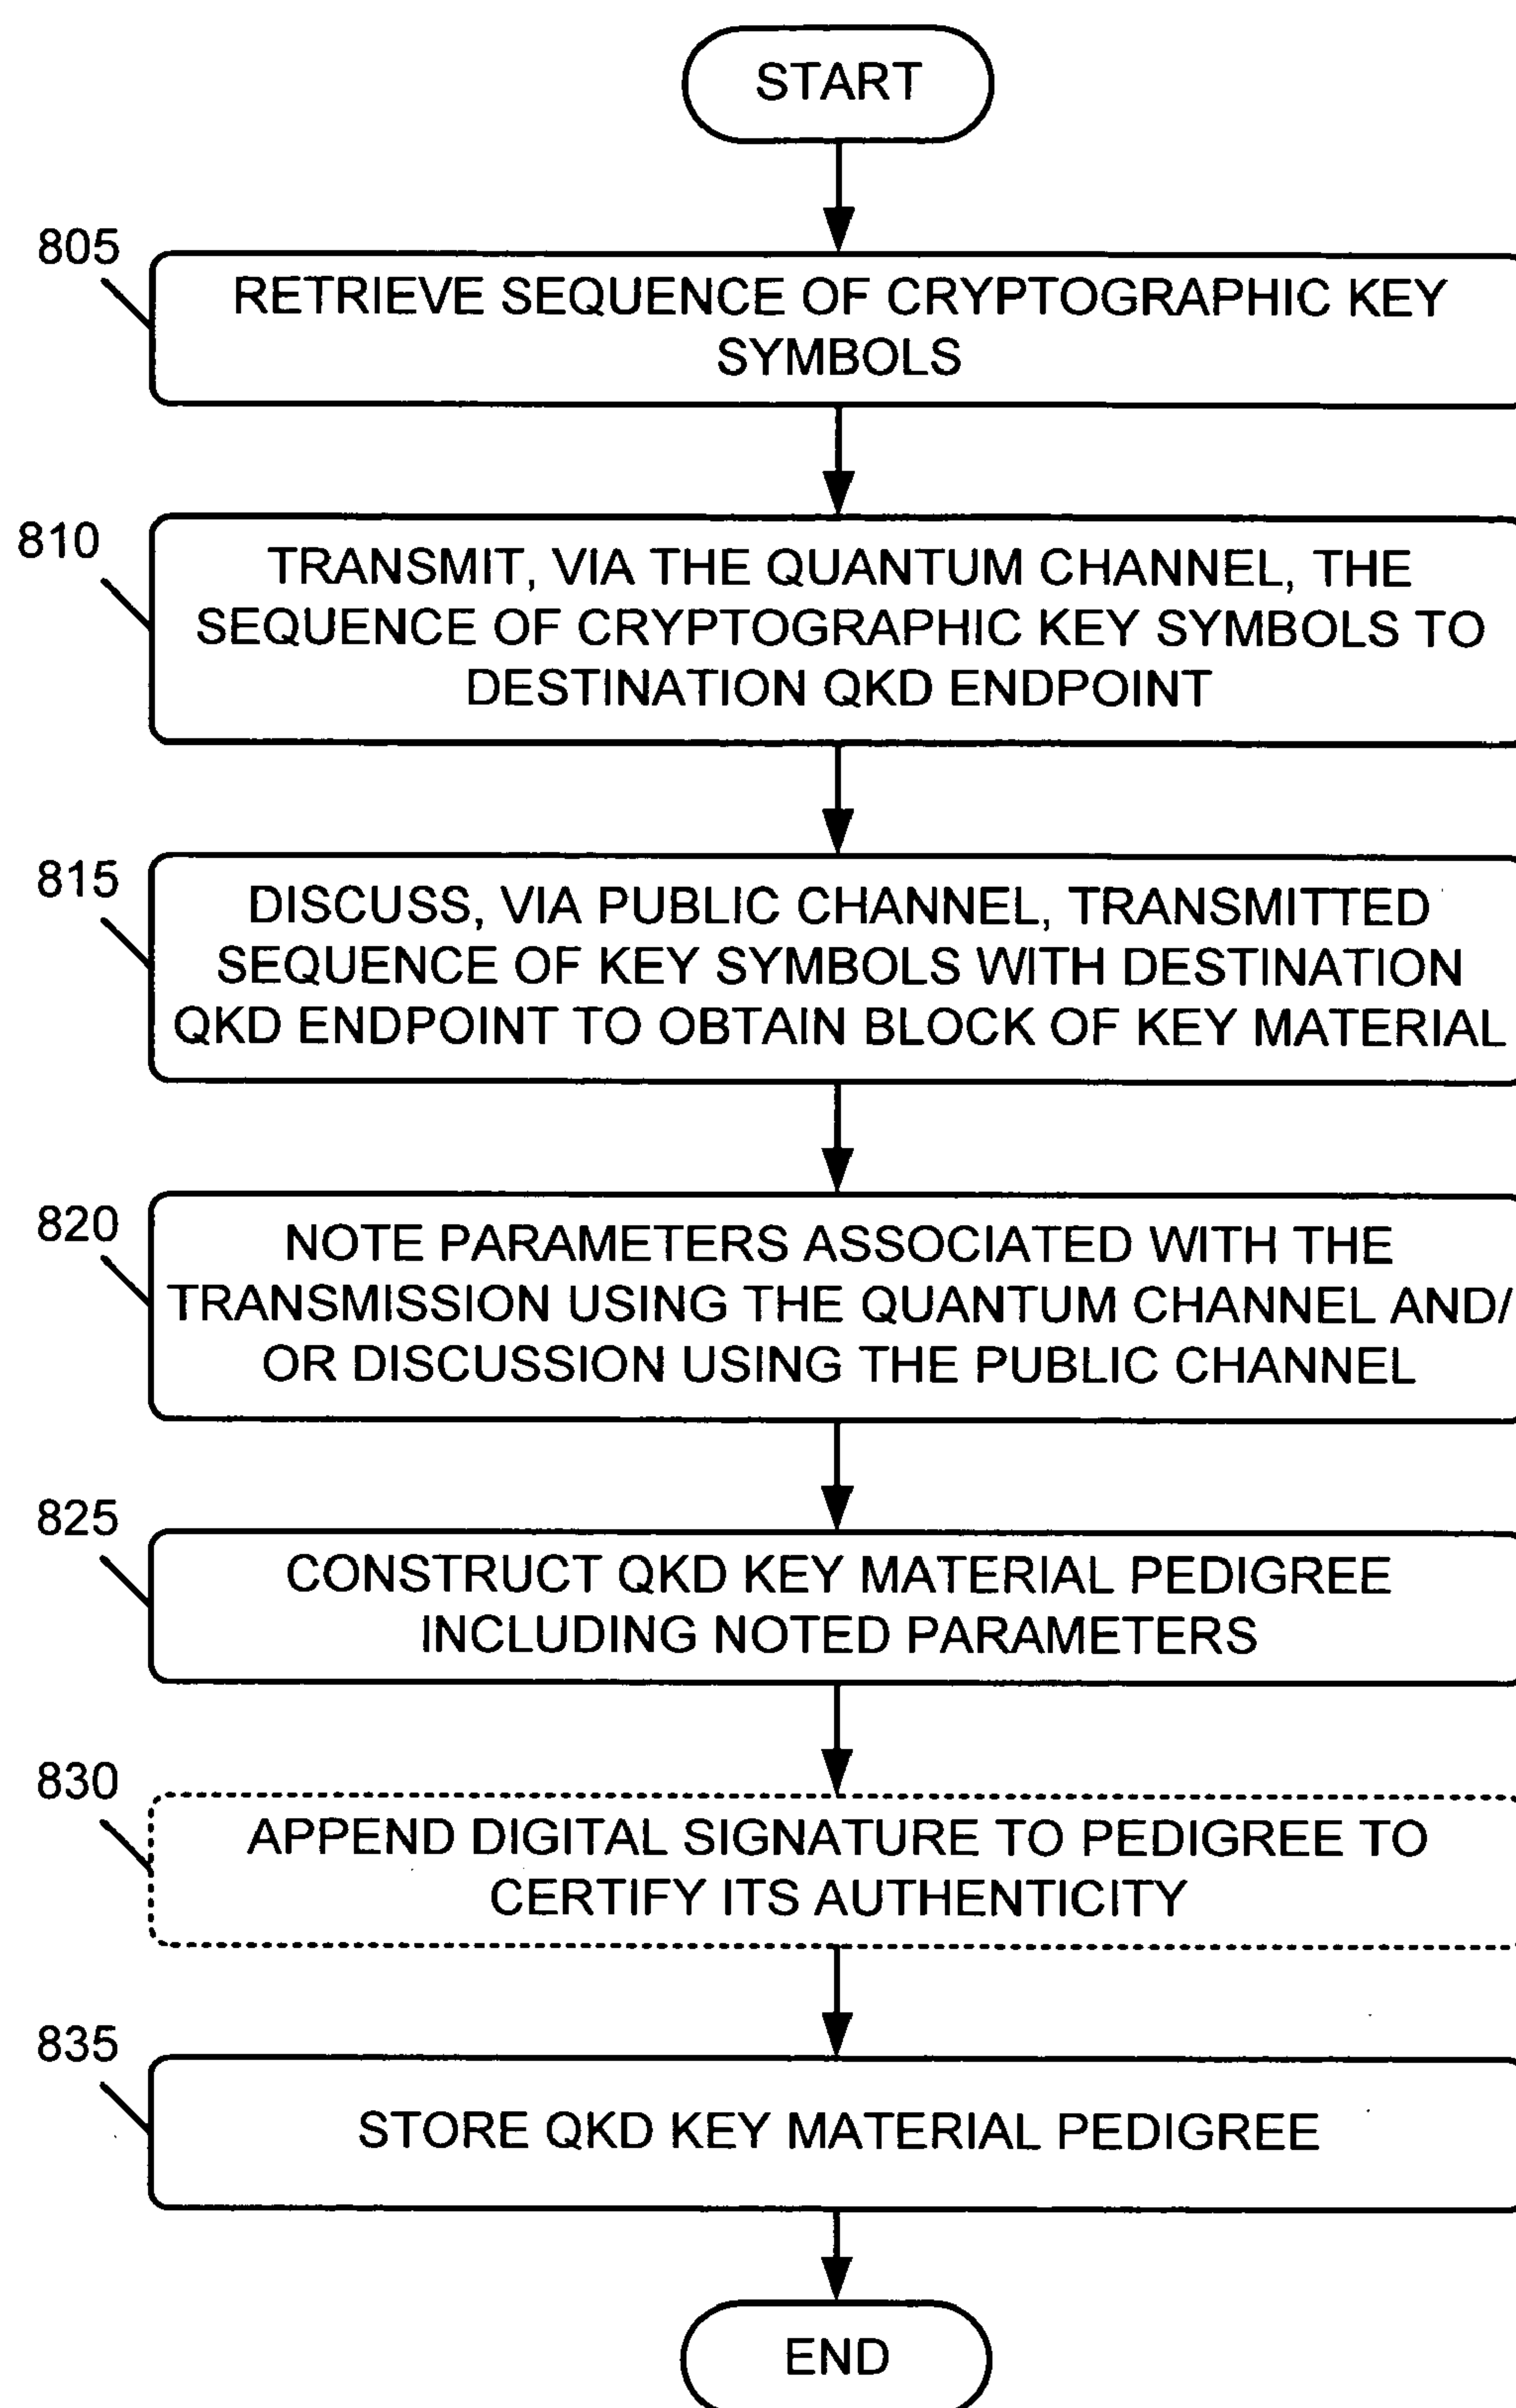 START
805
RETRIEVE SEQUENCE OF CRYPTOGRAPHIC KEY
SYMBOLS
810
TRANSMIT, VIA THE QUANTUM CHANNEL, THE
SEQUENCE OF CRYPTOGRAPHIC KEY SYMBOLS TO
DESTINATION QKD ENDPOINT
815
DISCUSS, VIA PUBLIC CHANNEL, TRANSMITTED
SEQUENCE OF KEY SYMBOLS WITH DESTINATION
QKD ENDPOINT TO OBTAIN BLOCK OF KEY MATERIAL
820
NOTE PARAMETERS ASSOCIATED WITH THE
TRANSMISSION USING THE QUANTUM CHANNEL AND/
OR DISCUSSION USING THE PUBLIC CHANNEL
825
CONSTRUCT QKD KEY MATERIAL PEDIGREE
INCLUDING NOTED PARAMETERS
830
APPEND DIGITAL SIGNATURE TO PEDIGREE TO
CERTIFY ITS AUTHENTICITY
835
STORE QKD KEY MATERIAL PEDIGREE
END